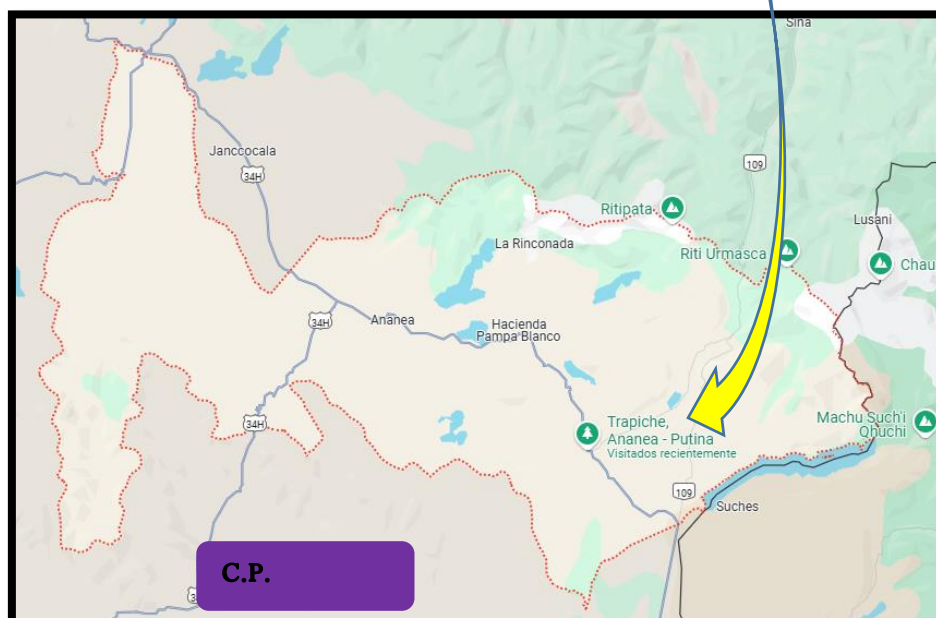 Sina
Janccocala
34H
109
Ritipata
Lusani
La Rinconada
Riti Urmasca
Chau
34H
Ananea
Hacienda
Pampa Blanco
34H
Trapiche,
Ananea - Putina
Visitados recientemente
Machu Such'i
Qhuchi
109
Suches
C.P.